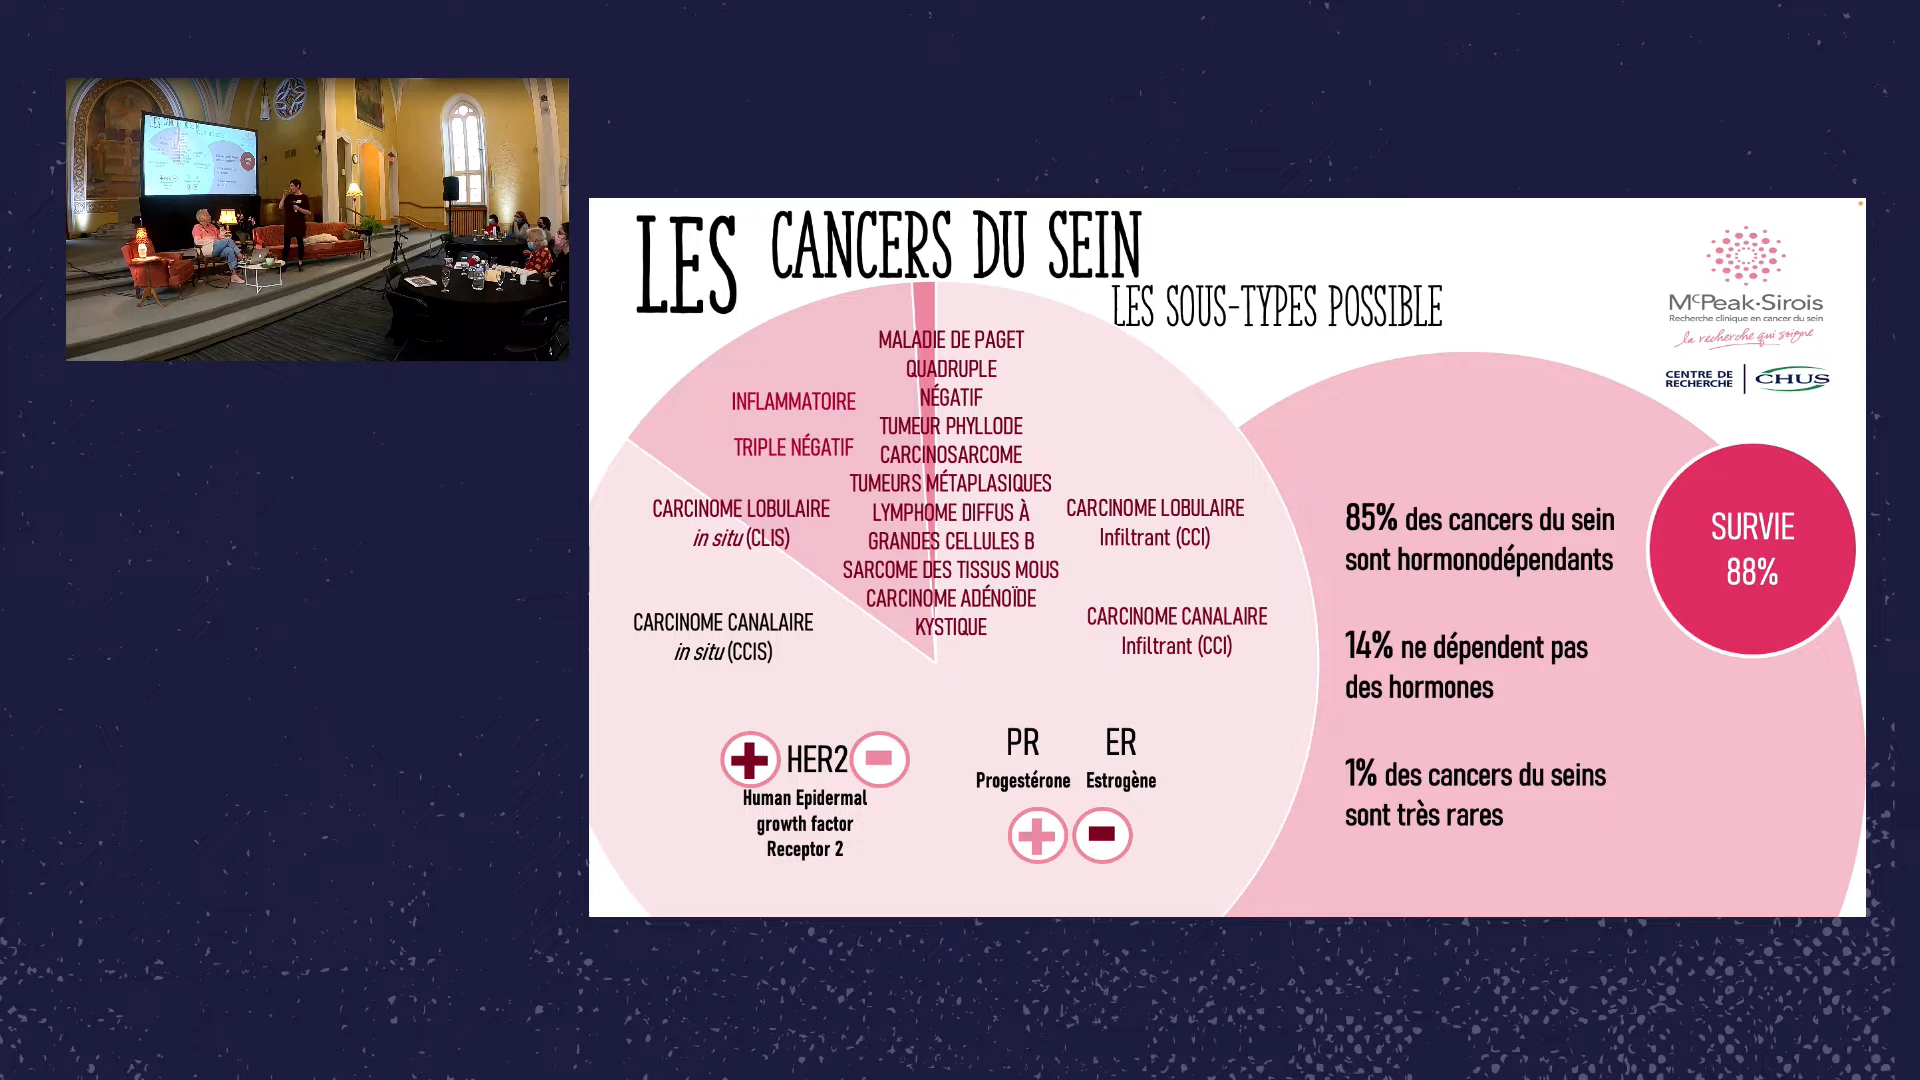 LES CANCERS DU SEIN
LES SOUS-TYPES POSSIBLE
McPeak·Sirois
Recherche clinique en cancer du sein
la recherche qui soigne
CENTRE DE
RECHERCHE
CHUS
MALADIE DE PAGET
QUADRUPLE
NÉGATIF
TUMEUR PHYLLODE
CARCINOSARCOME
TUMEURS MÉTAPLASIQUES
LYMPHOME DIFFUS À
GRANDES CELLULES B
SARCOME DES TISSUS MOUS
CARCINOME ADÉNOÏDE
KYSTIQUE
INFLAMMATOIRE
TRIPLE NÉGATIF
CARCINOME LOBULAIRE
in situ (CLIS)
CARCINOME CANALAIRE
in situ (CCIS)
CARCINOME LOBULAIRE
Infiltrant (CCI)
CARCINOME CANALAIRE
Infiltrant (CCI)
HER2
Human Epidermal
growth factor
Receptor 2
PR ER
Progestérone Estrogène
85% des cancers du sein
sont hormonodépendants
14% ne dépendent pas
des hormones
1% des cancers du seins
sont très rares
SURVIE
88%